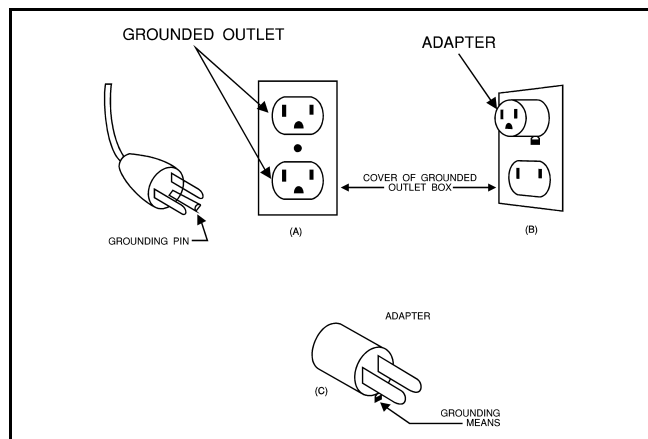 GROUNDED OUTLET
ADAPTER
COVER OF GROUNDED
OUTLET BOX
GROUNDING PIN
(A)
(B)
ADAPTER
(C)
GROUNDING
MEANS